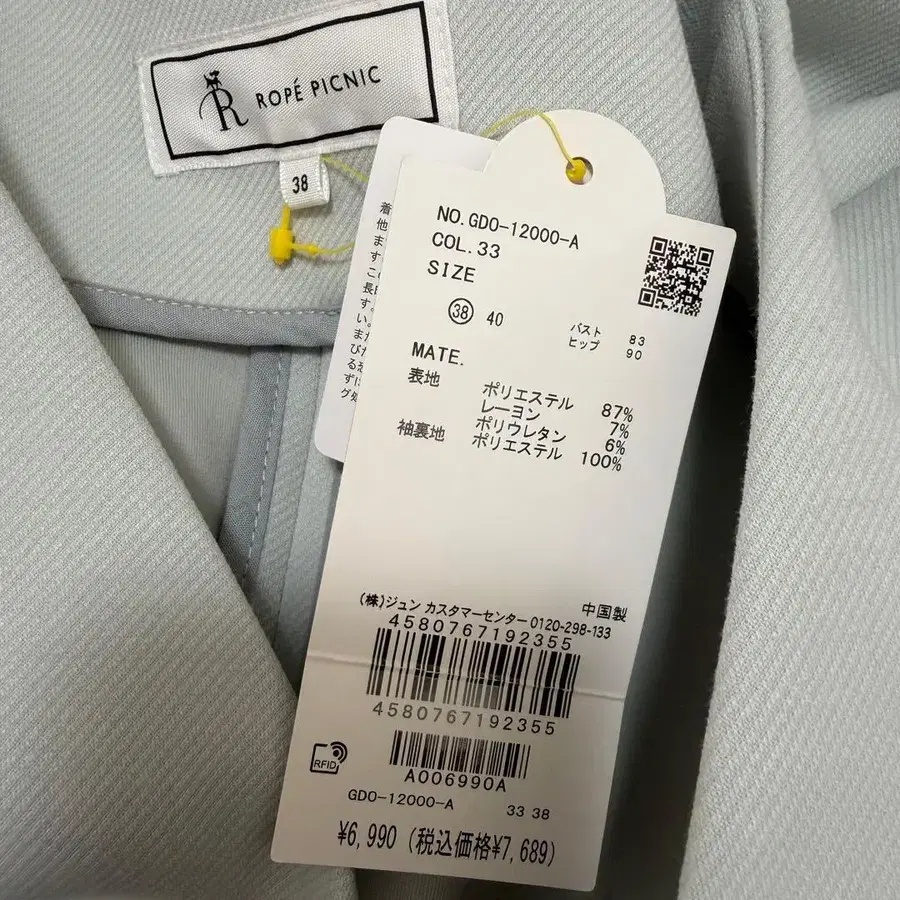 R
ROPÉ PICNIC
38
NO. GDO-12000-A
COL. 33
SIZE
38 40
バスト 83
ヒップ 90
MATE.
表地 ポリエステル 87%
レーヨン 7%
ポリウレタン 6%
袖裏地 ポリエステル 100%
中国製
(株)ジュン カスタマーセンター 0120-298-133
4580767192355
4580767192355
RFID
A006990A
GDO-12000-A 33 38
¥6,990 (税込価格¥7,689)